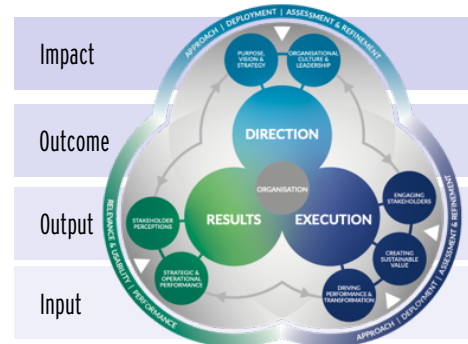 Impact
Outcome
Output
Input
APPROACH | DEPLOYMENT | ASSESSMENT & REFINEMENT
PURPOSE,
VISION &
STRATEGY
ORGANISATIONAL
CULTURE &
LEADERSHIP
DIRECTION
ORGANISATION
RESULTS
EXECUTION
STAKEHOLDER
PERCEPTIONS
STRATEGIC &
OPERATIONAL
PERFORMANCE
ENGAGING
STAKEHOLDERS
CREATING
SUSTAINABLE
VALUE
DRIVING
PERFORMANCE &
TRANSFORMATION
RELEVANCE & USABILITY | PERFORMANCE
APPROACH | DEPLOYMENT | ASSESSMENT & REFINEMENT